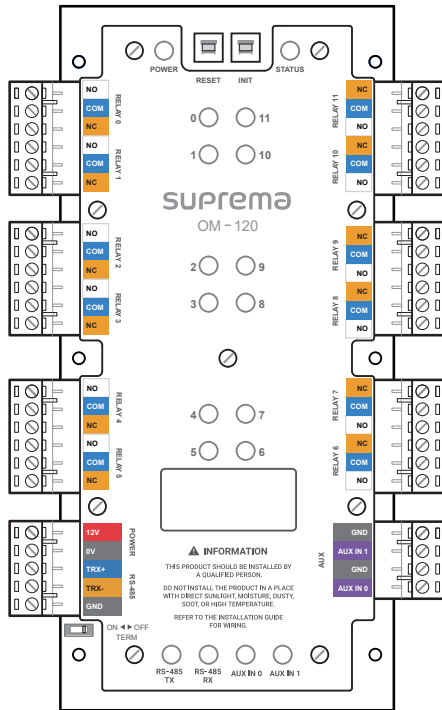 POWER
RESET
INIT
STATUS
NO
COM
NC
RELAY 0
NO
COM
NC
RELAY 1
NC
COM
NO
RELAY 11
NC
COM
NO
RELAY 10
0
11
1
10
suprema
OM - 120
NO
COM
NC
RELAY 2
NO
COM
NC
RELAY 3
NC
COM
NO
RELAY 9
NC
COM
NO
RELAY 8
2
9
3
8
NO
COM
NC
RELAY 4
NO
COM
NC
RELAY 5
NC
COM
NO
RELAY 7
NC
COM
NO
RELAY 6
4
7
5
6
12V
0V
POWER
TRX+
TRX-
GND
RS-485
GND
AUX IN 1
GND
AUX IN 0
AUX
INFORMATION
THIS PRODUCT SHOULD BE INSTALLED BY
A QUALIFIED PERSON.
DO NOT INSTALL THE PRODUCT IN A PLACE
WITH DIRECT SUNLIGHT, MOISTURE, DUSTY,
SOOT, OR HIGH TEMPERATURE.
REFER TO THE INSTALLATION GUIDE
FOR WIRING.
ON ◄ ► OFF
TERM
RS-485
TX
RS-485
RX
AUX IN 0
AUX IN 1